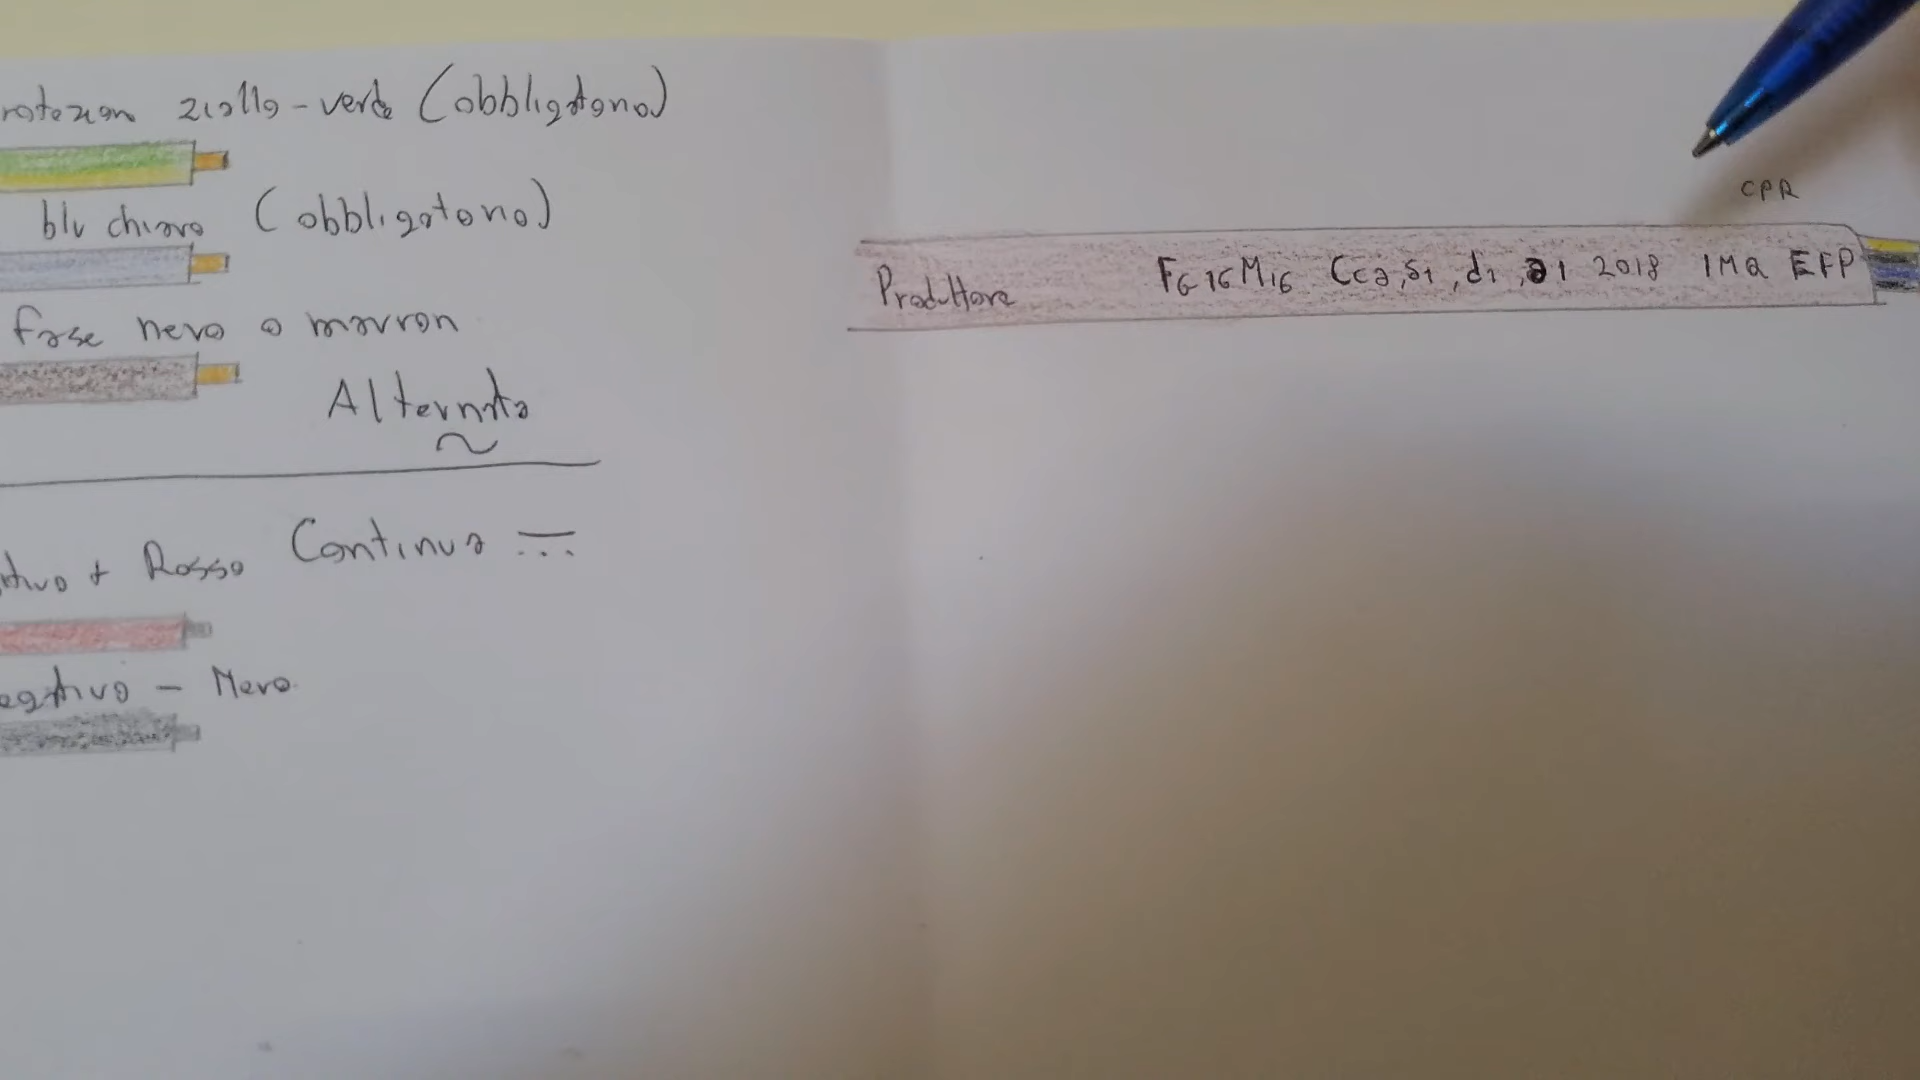 rotezion giallo-verde (obbligatorio)
blu chiaro (obbligatorio)
fase nero o marron
Alternata
~
itivo + Rosso Continua
egativo - Nero
CPR
Produttore FG16M16 Cca,s1,d1,a1 2018 IMQ EFP